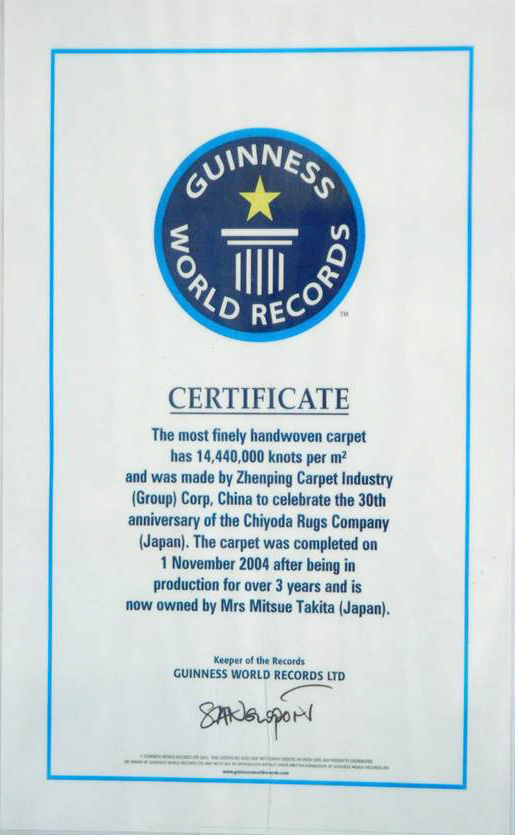 GUINNESS
WORLD RECORDS
TM
CERTIFICATE
The most finely handwoven carpet
has 14,440,000 knots per m²
and was made by Zhenping Carpet Industry
(Group) Corp, China to celebrate the 30th
anniversary of the Chiyoda Rugs Company
(Japan). The carpet was completed on
1 November 2004 after being in
production for over 3 years and is
now owned by Mrs Mitsue Takita (Japan).
Keeper of the Records
GUINNESS WORLD RECORDS LTD
www.guinnessworldrecords.com